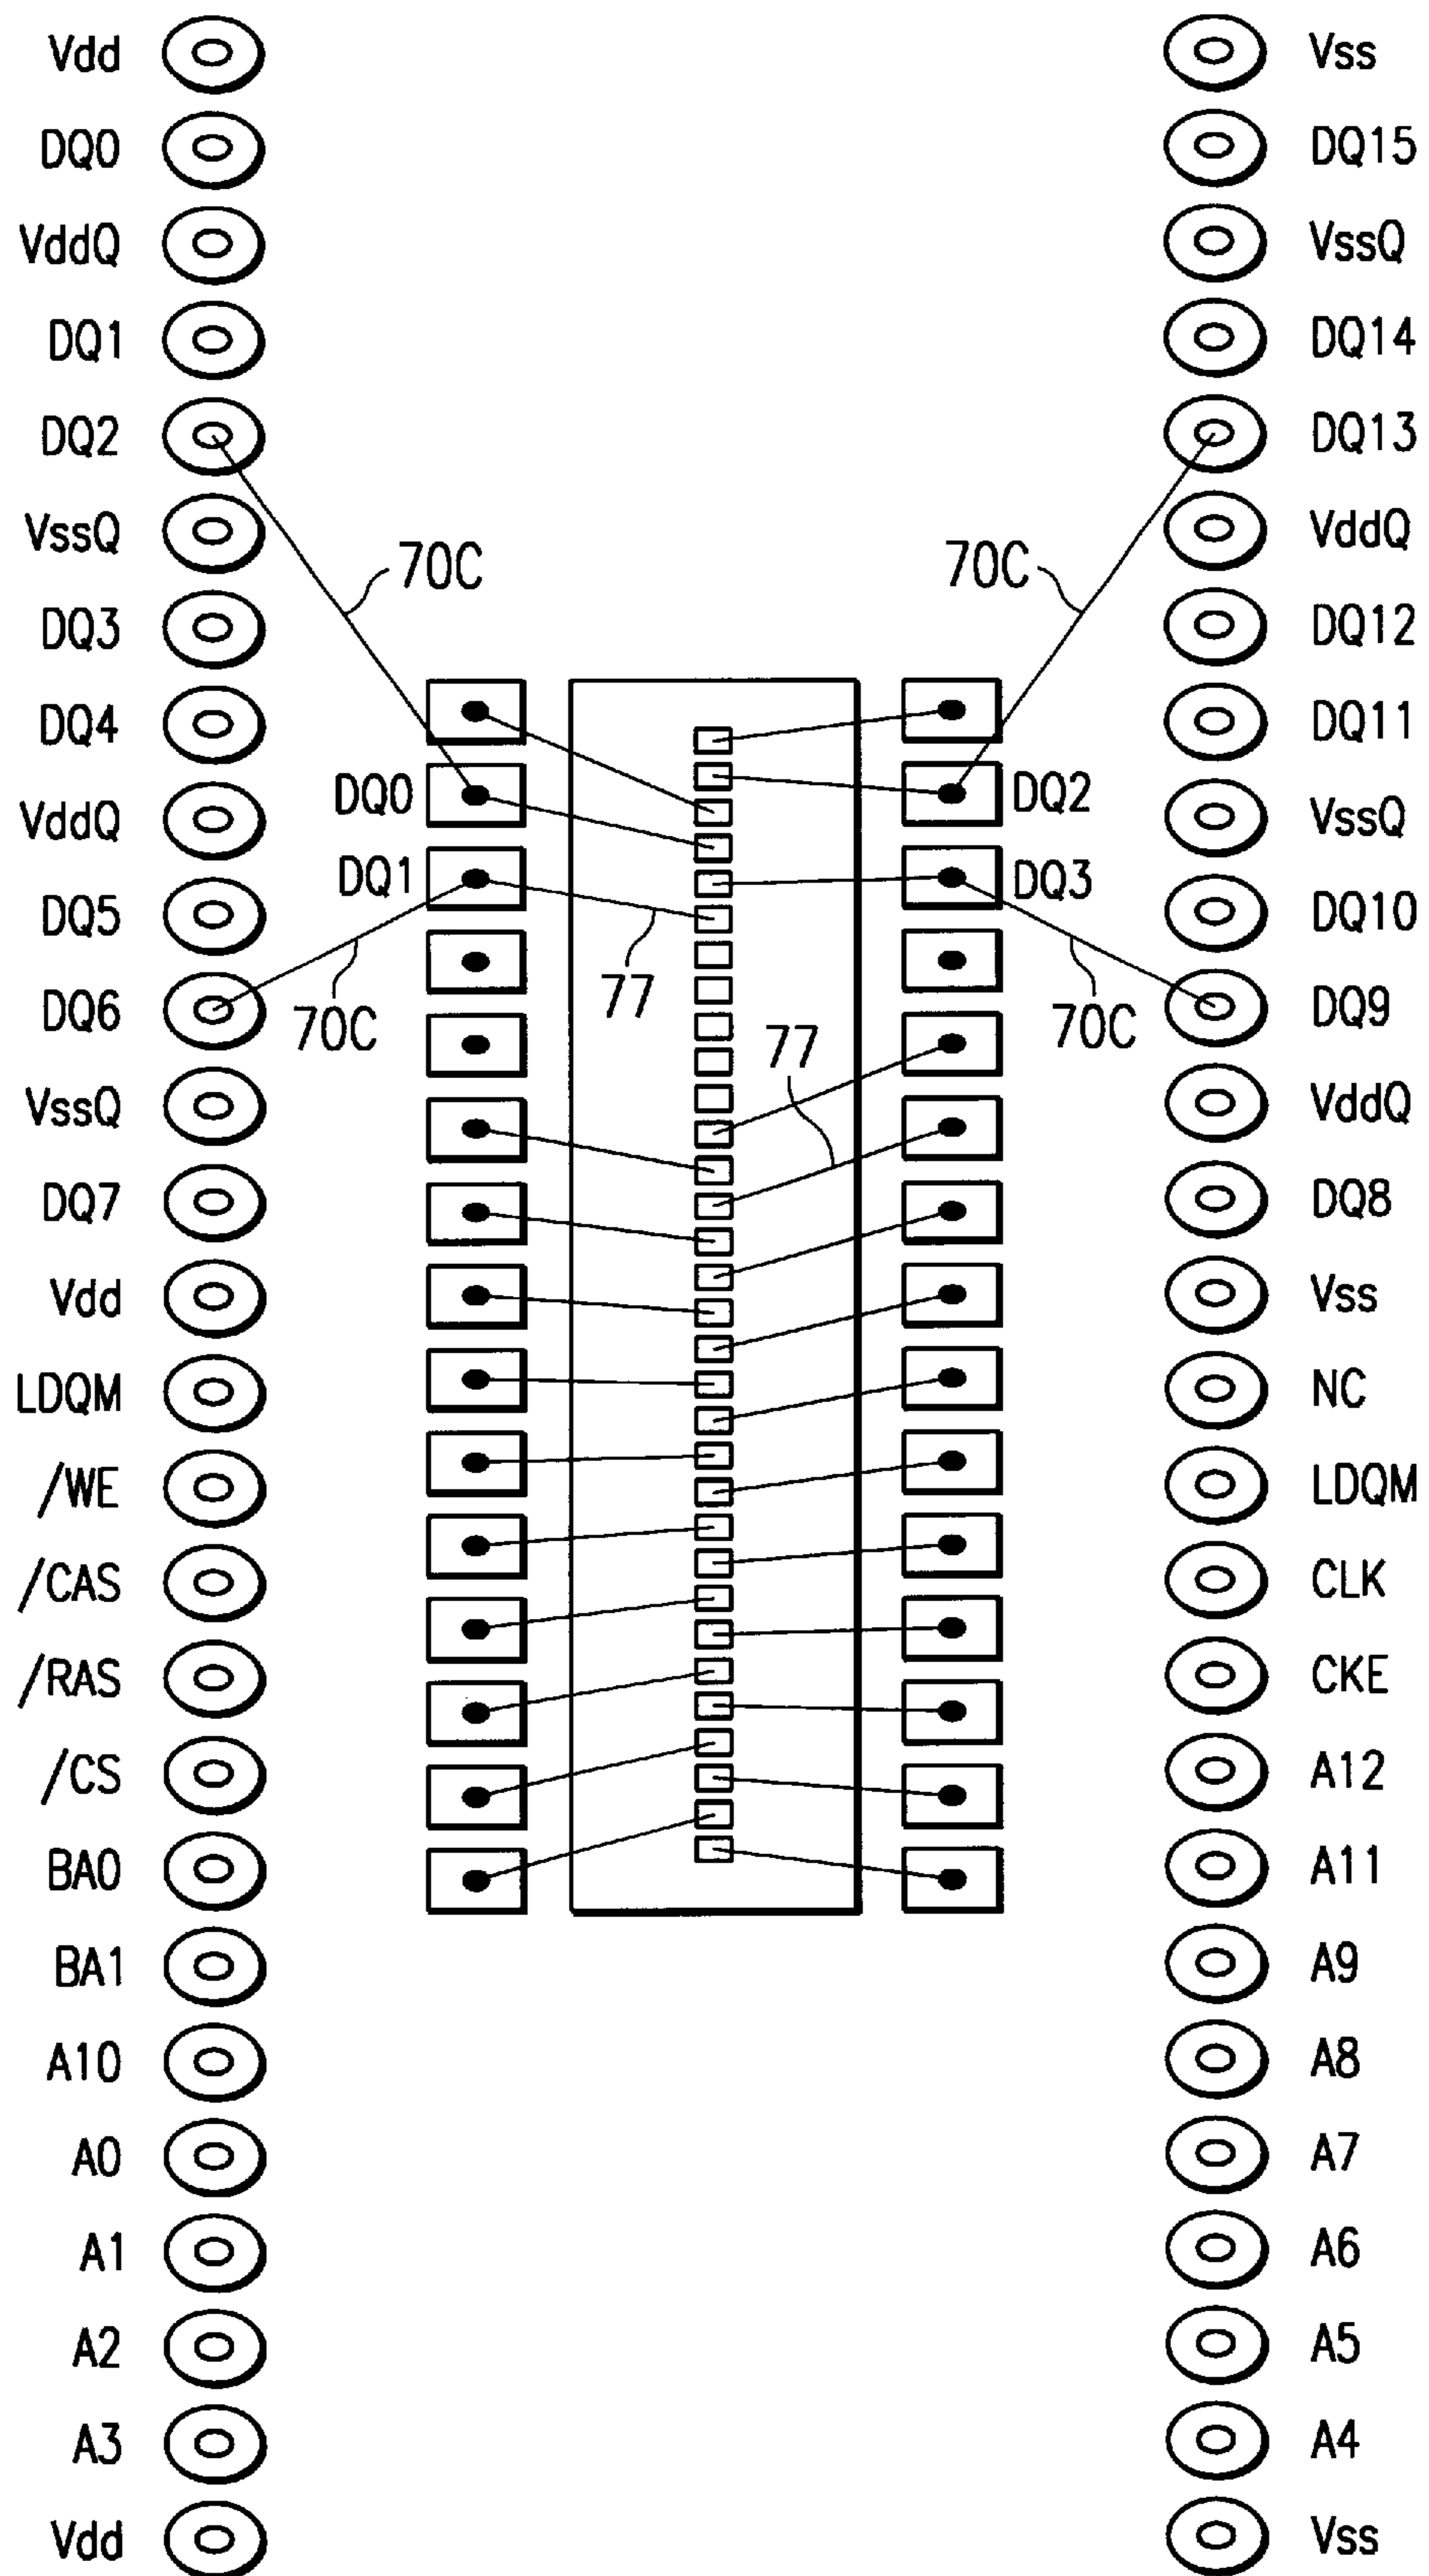 Vdd Vss
DQ0 DQ15
VddQ VssQ
DQ1 DQ14
DQ2 DQ13
VssQ VddQ
70C 70C
DQ3 DQ12
DQ4 DQ11
DQ0 DQ2
VddQ VssQ
DQ1 DQ3
DQ5 DQ10
77
DQ6 DQ9
70C 70C
77
VssQ VddQ
DQ7 DQ8
Vdd Vss
LDQM NC
/WE LDQM
/CAS CLK
/RAS CKE
/CS A12
BA0 A11
BA1 A9
A10 A8
A0 A7
A1 A6
A2 A5
A3 A4
Vdd Vss